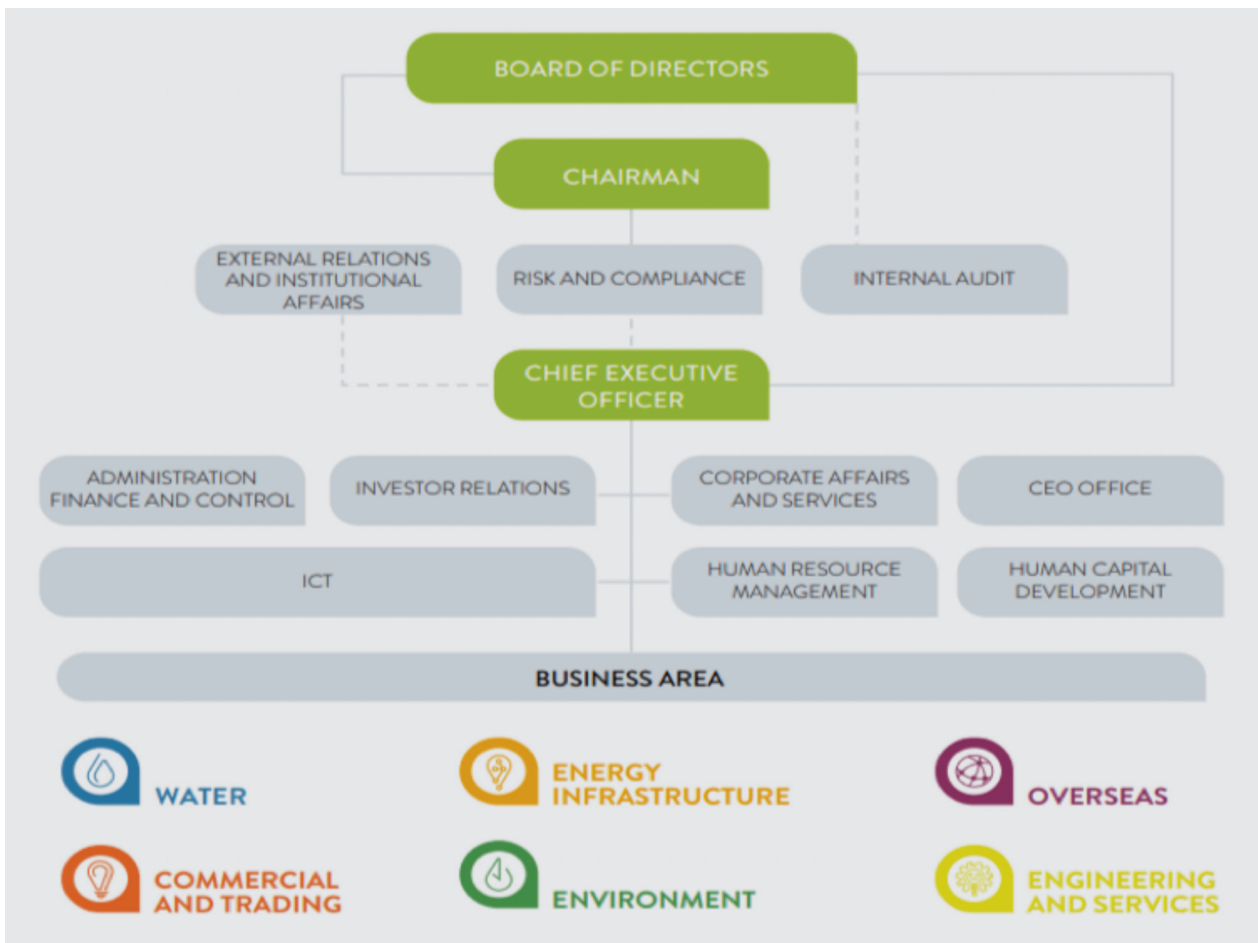 BOARD OF DIRECTORS
CHAIRMAN
EXTERNAL RELATIONS
AND INSTITUTIONAL
AFFAIRS
RISK AND COMPLIANCE
INTERNAL AUDIT
CHIEF EXECUTIVE
OFFICER
ADMINISTRATION
FINANCE AND CONTROL
INVESTOR RELATIONS
CORPORATE AFFAIRS
AND SERVICES
CEO OFFICE
ICT
HUMAN RESOURCE
MANAGEMENT
HUMAN CAPITAL
DEVELOPMENT
BUSINESS AREA
WATER
ENERGY
INFRASTRUCTURE
OVERSEAS
COMMERCIAL
AND TRADING
ENVIRONMENT
ENGINEERING
AND SERVICES